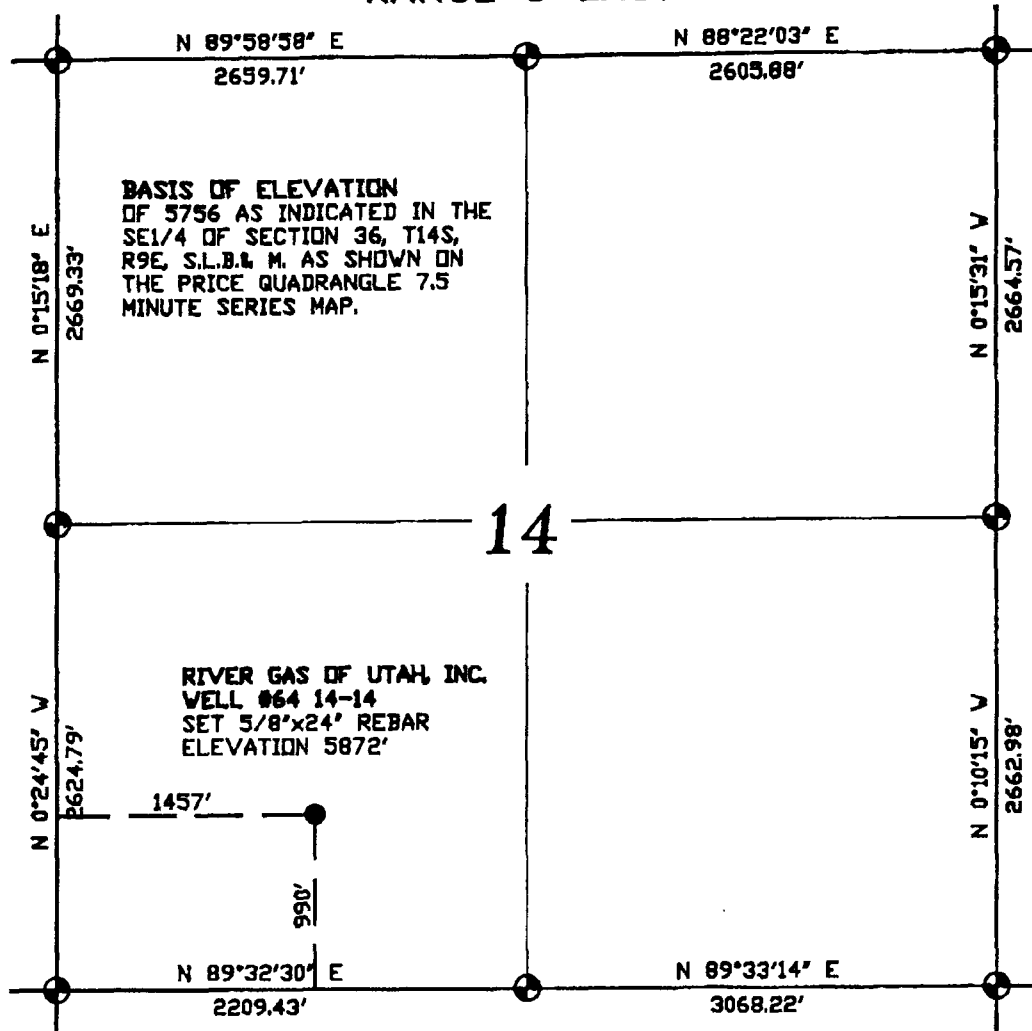 N 89°58'58" E
2659.71'
N 88°22'03" E
2605.88'
BASIS OF ELEVATION
OF 5756 AS INDICATED IN THE
SE1/4 OF SECTION 36, T14S,
R9E, S.L.B.& M. AS SHOWN ON
THE PRICE QUADRANGLE 7.5
MINUTE SERIES MAP.
N 0°15'18" E
2669.33'
N 0°15'31" W
2664.57'
14
RIVER GAS OF UTAH, INC.
WELL #64 14-14
SET 5/8"x24" REBAR
ELEVATION 5872'
N 0°24'45" W
2624.79'
1457'
990'
N 0°10'15" W
2662.98'
N 89°32'30" E
2209.43'
N 89°33'14" E
3068.22'